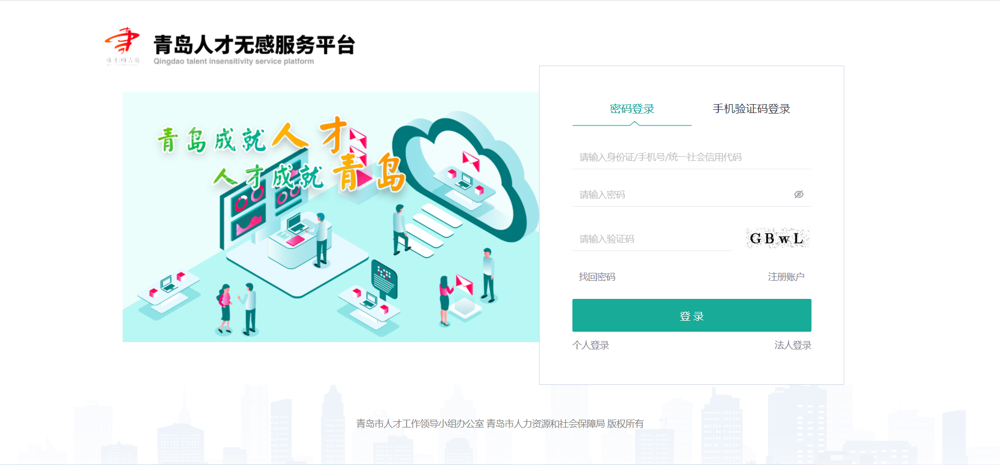 青岛人才无感服务平台
Qingdao talent insensitivity service platform
青岛成就人才
人才成就青岛
密码登录
手机验证码登录
请输入身份证/手机号/统一社会信用代码
请输入密码
请输入验证码
GBwL
找回密码
注册账户
登 录
个人登录
法人登录
青岛市人才工作领导小组办公室 青岛市人力资源和社会保障局 版权所有